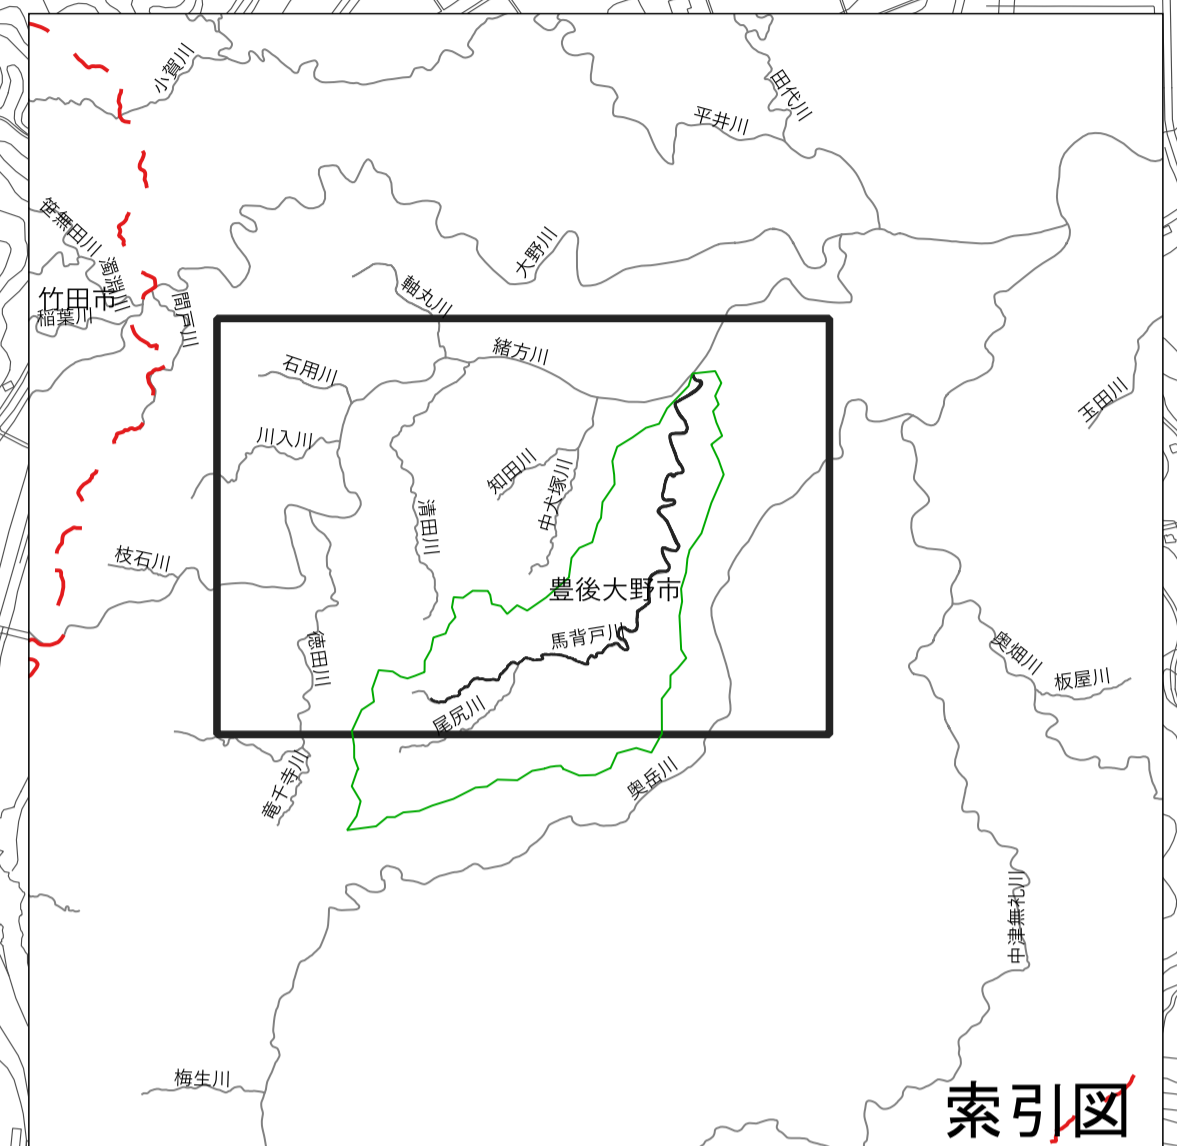 小賀川
田代川
平井川
笹無田川
大野川
濁淵川
竹田市
稲葉川
間戸川
軸丸川
緒方川
石用川
玉田川
川入川
知田川
中犬塚川
清田川
枝石川
豊後大野市
馬背戸川
徳田川
奥畑川
板屋川
尾尻川
竜千寺川
奥岳川
中津無礼川
梅生川
索引図